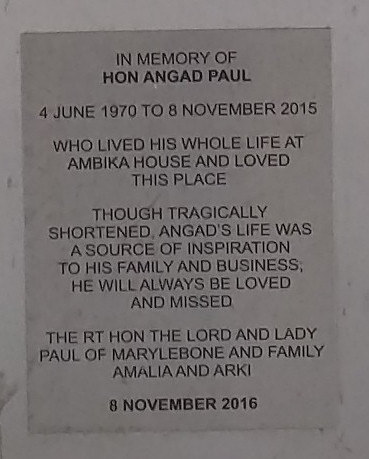 IN MEMORY OF
HON ANGAD PAUL
4 JUNE 1970 TO 8 NOVEMBER 2015
WHO LIVED HIS WHOLE LIFE AT
AMBIKA HOUSE AND LOVED
THIS PLACE
THOUGH TRAGICALLY
SHORTENED, ANGAD'S LIFE WAS
A SOURCE OF INSPIRATION
TO HIS FAMILY AND BUSINESS,
HE WILL ALWAYS BE LOVED
AND MISSED
THE RT HON THE LORD AND LADY
PAUL OF MARYLEBONE AND FAMILY
AMALIA AND ARKI
8 NOVEMBER 2016